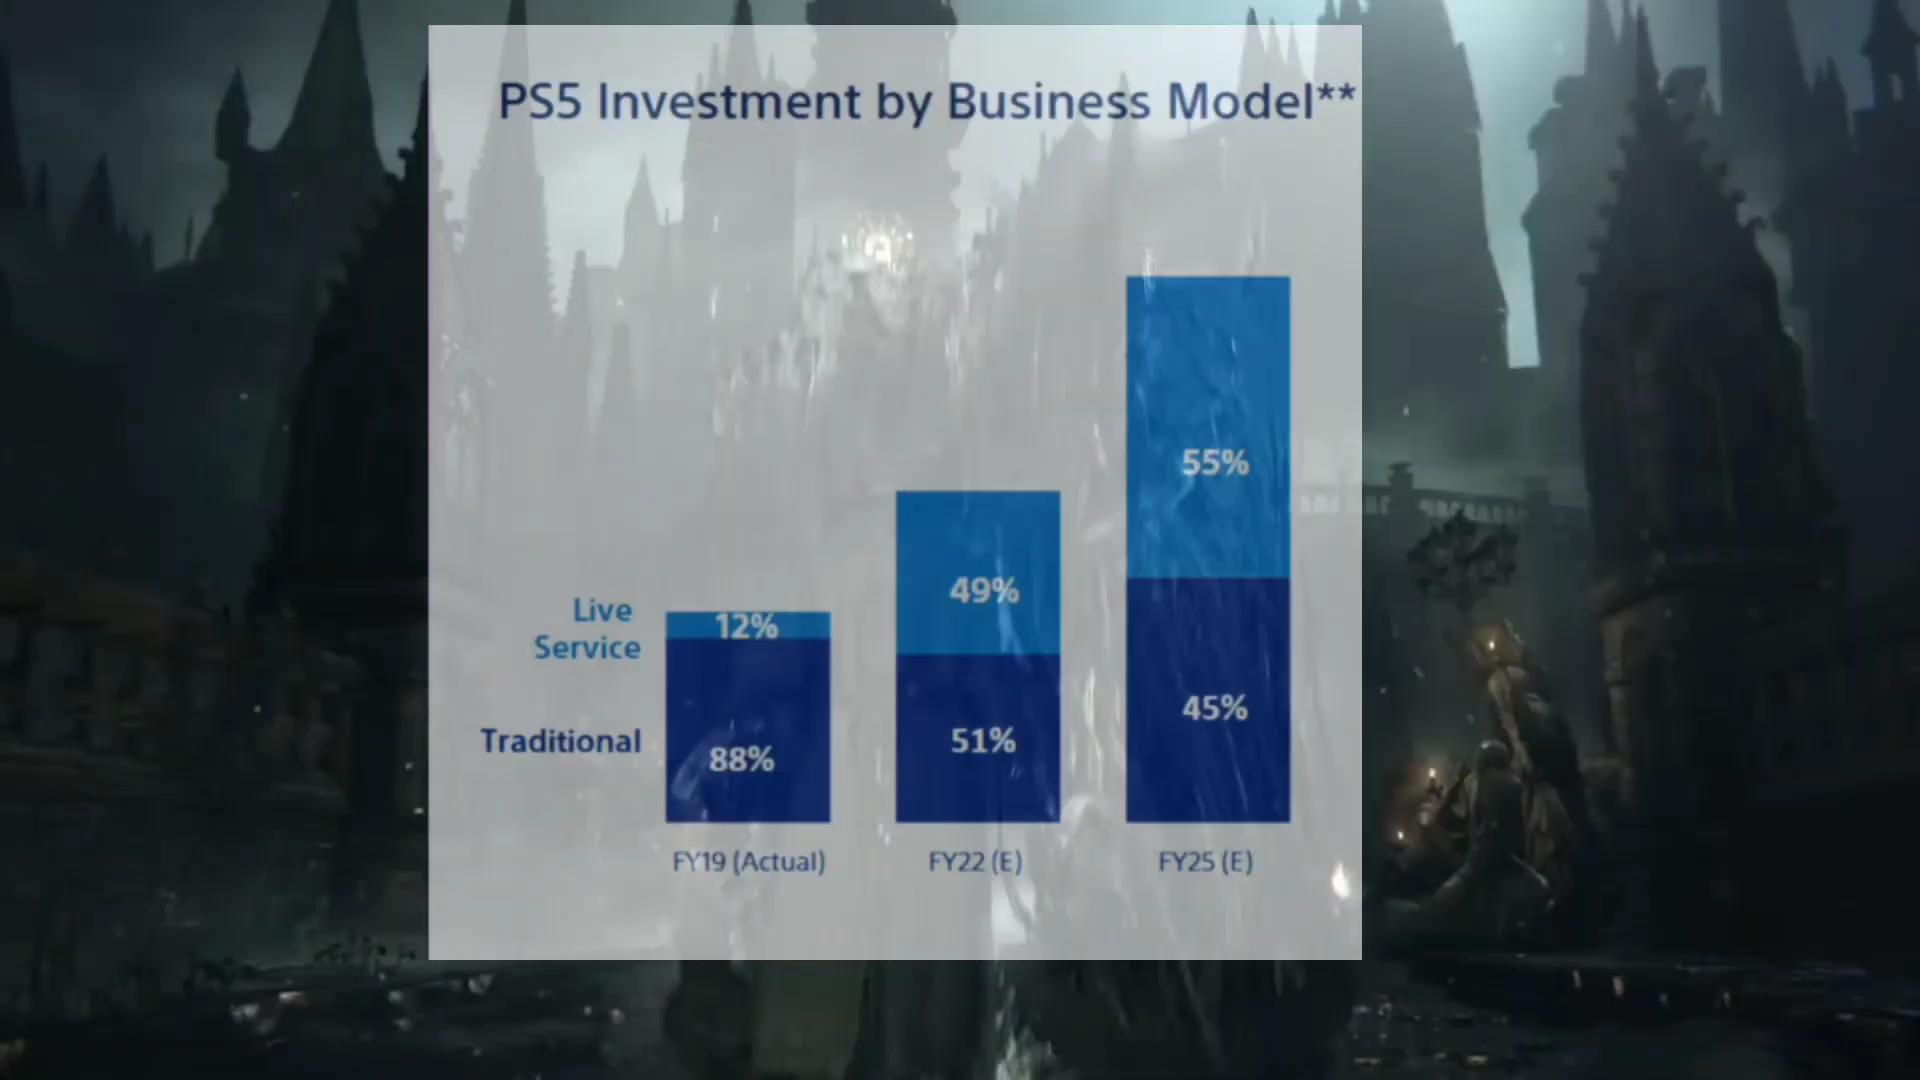 PS5 Investment by Business Model**
55%
49%
Live
Service
12%
45%
Traditional
88%
51%
FY19 (Actual)
FY22 (E)
FY25 (E)